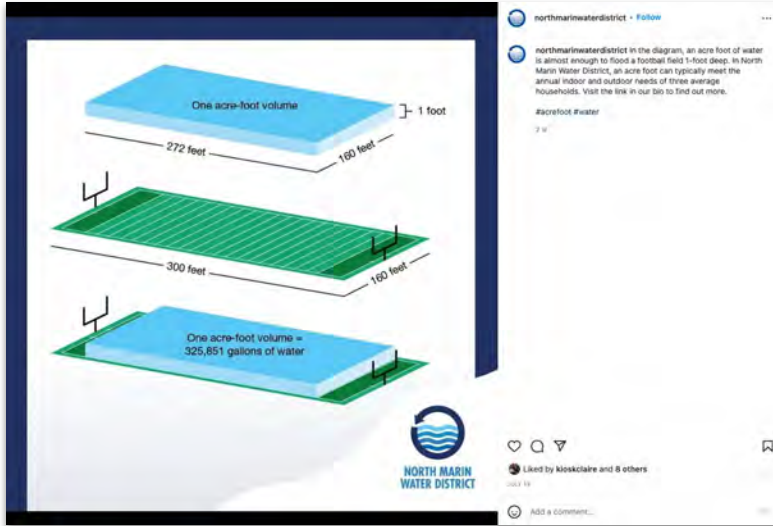 One acre-foot volume
1 foot
272 feet
160 feet
300 feet
160 feet
One acre-foot volume =
325,851 gallons of water
NORTH MARIN
WATER DISTRICT
northmarinwaterdistrict • Follow
northmarinwaterdistrict In the diagram, an acre foot of water
is almost enough to flood a football field 1-foot deep. In North
Marin Water District, an acre foot can typically meet the
annual indoor and outdoor needs of three average
households. Visit the link in our bio to find out more.
#acrefoot #water
Liked by kioskclaire and 8 others
Add a comment...